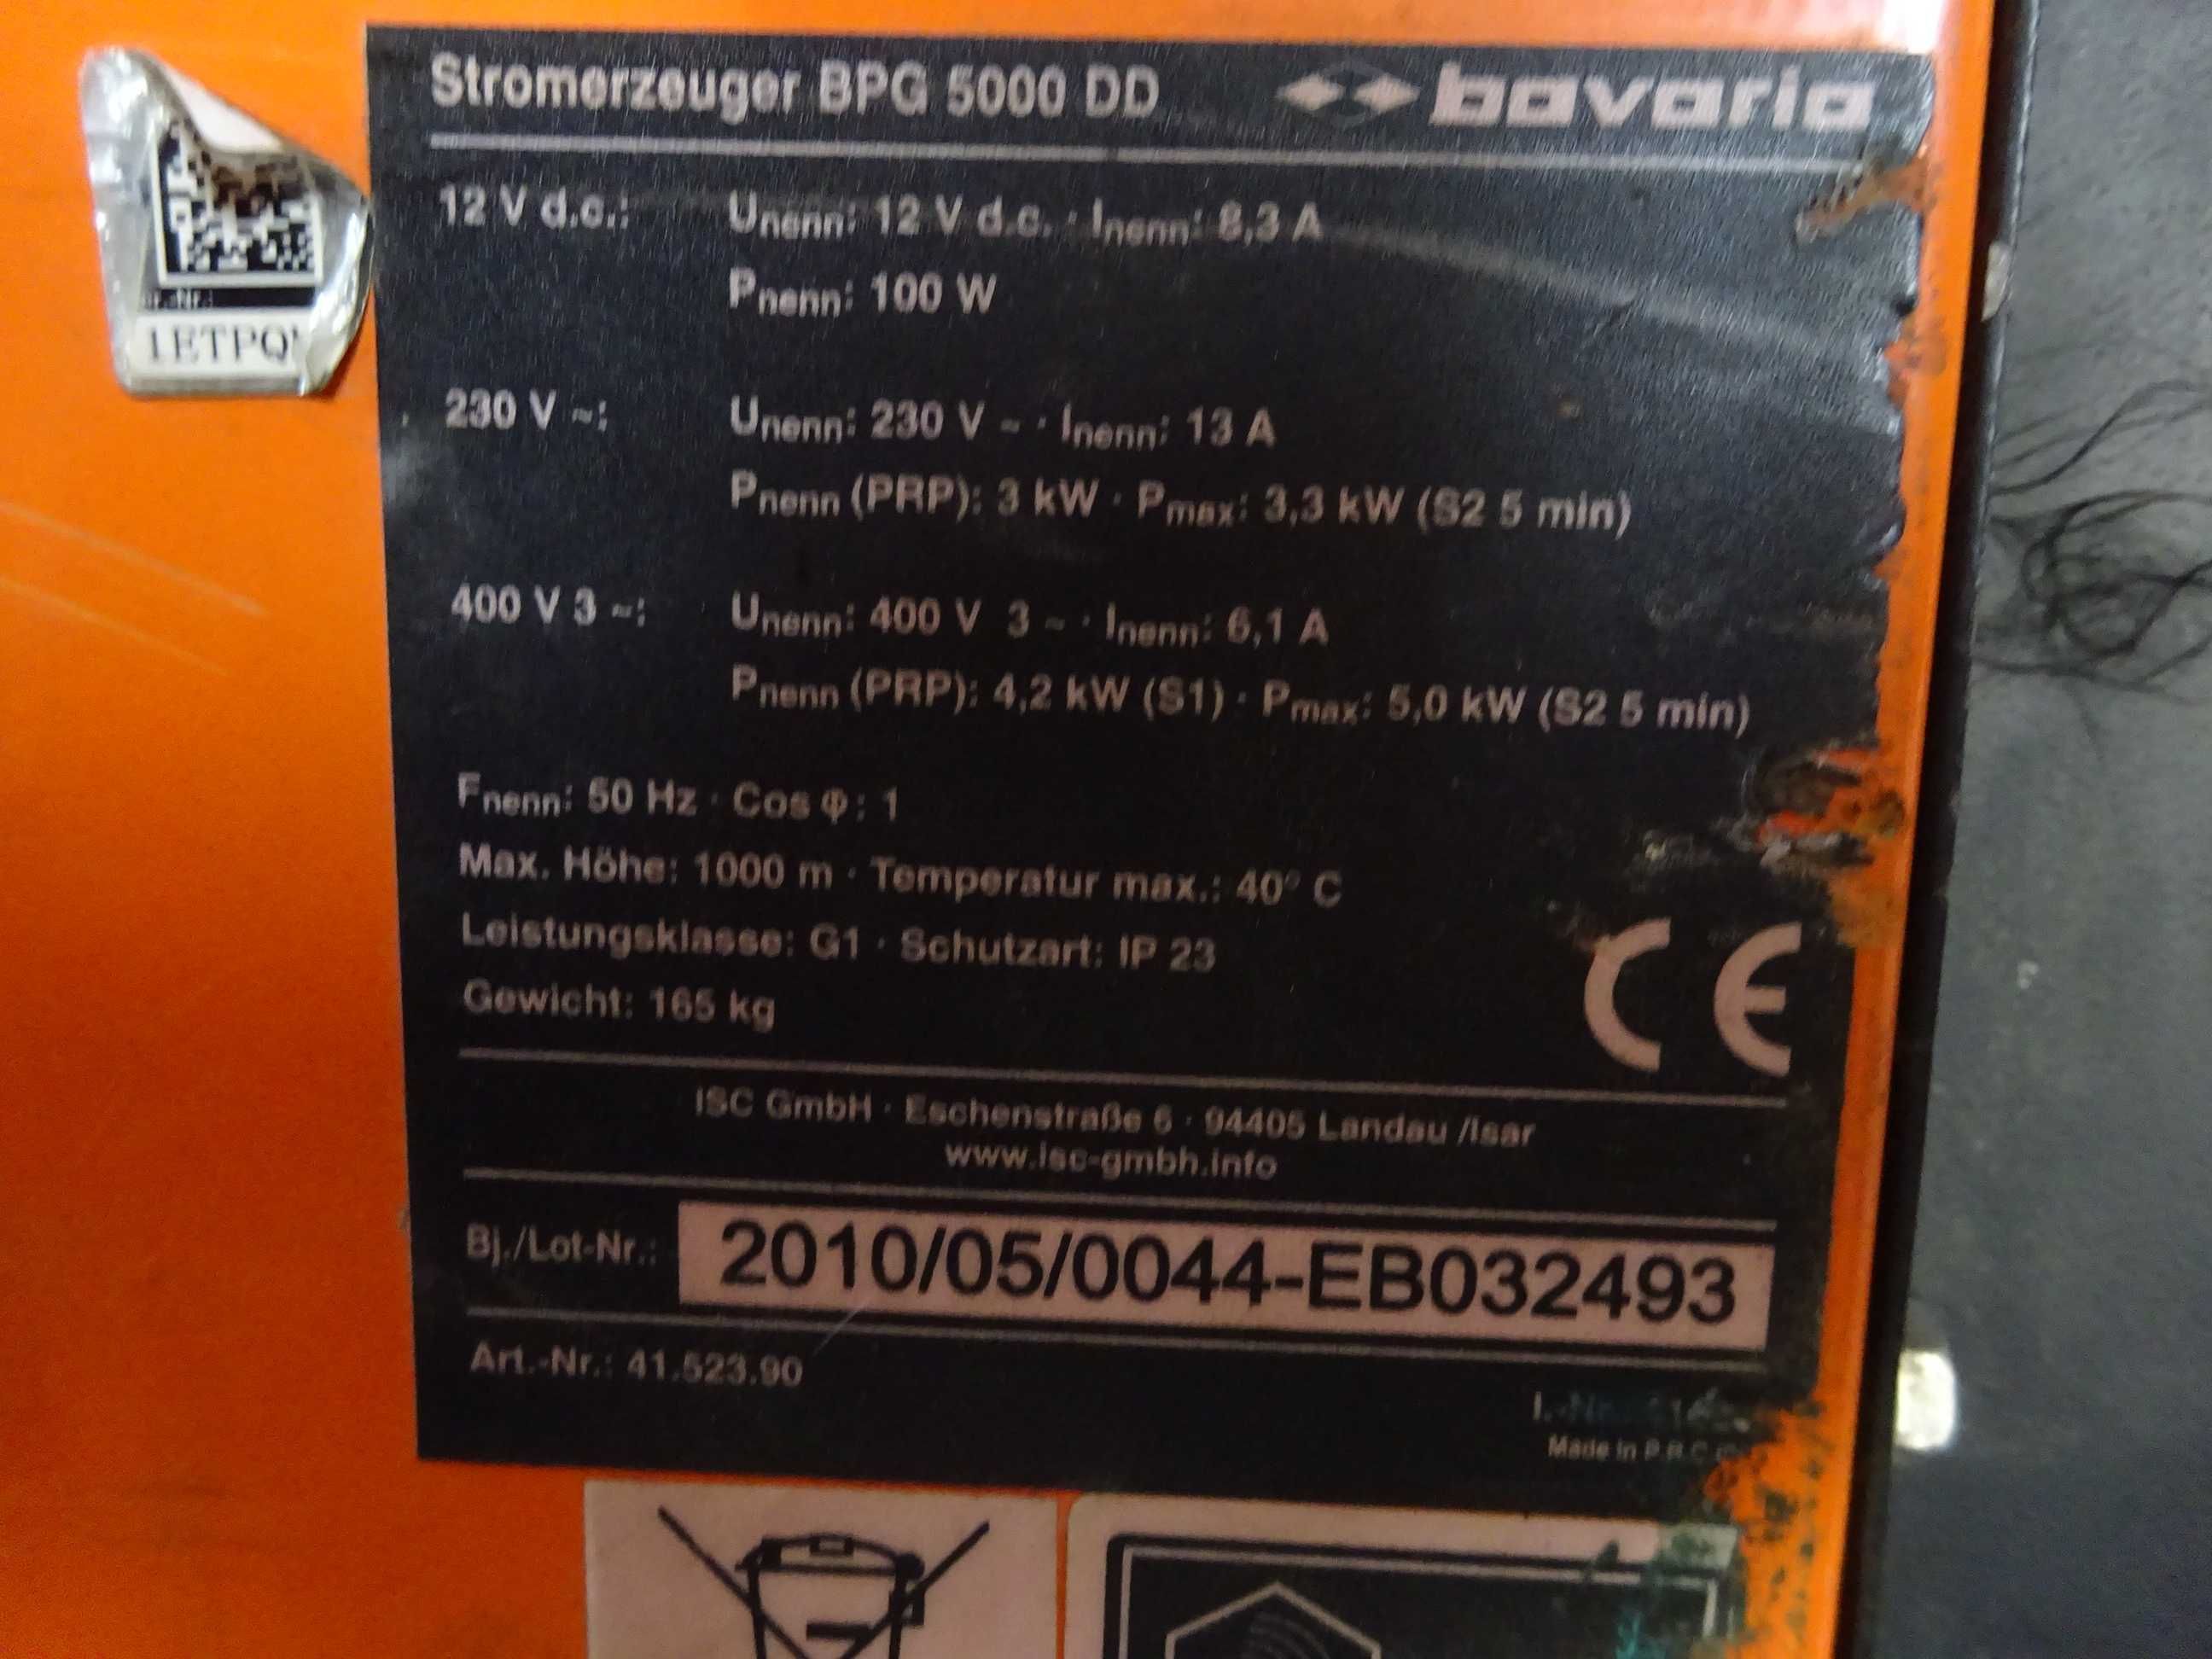 Stromerzeuger BPG 5000 DD bavaria
12 V d.c.: Unenn: 12 V d.c. · Inenn: 8,3 A
Pnenn: 100 W
230 V ~: Unenn: 230 V ~ · Inenn: 13 A
Pnenn (PRP): 3 kW · Pmax: 3,3 kW (S2 5 min)
400 V 3 ~: Unenn: 400 V 3 ~ · Inenn: 6,1 A
Pnenn (PRP): 4,2 kW (S1) · Pmax: 5,0 kW (S2 5 min)
Fnenn: 50 Hz · Cos Φ: 1
Max. Höhe: 1000 m · Temperatur max.: 40° C
Leistungsklasse: G1 · Schutzart: IP 23
Gewicht: 165 kg
CE
ISC GmbH · Eschenstraße 6 · 94405 Landau /Isar
www.isc-gmbh.info
Bj./Lot-Nr.: 2010/05/0044-EB032493
Art.-Nr.: 41.523.90
I.-Nr.
Made in P.R.C.
1ETPQ